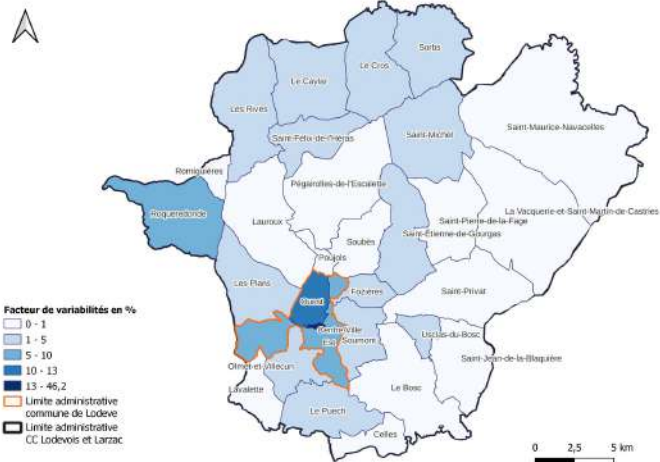 Sorbs
Le Cros
Le Caylar
Les Rives
Saint-Félix-de-l'Héras
Saint-Michel
Saint-Maurice-Navacelles
Romiguières
Pégairolles-de-l'Escalette
Roqueredonde
La Vacquerie-et-Saint-Martin-de-Castries
Lauroux
Saint-Pierre-de-la-Fage
Saint-Étienne-de-Gourgas
Soubès
Poujols
Les Plans
Fozières
Saint-Privat
Ouest
Centre Ville
Usclas-du-Bosc
Est
Soumont
Saint-Jean-de-la-Blaquière
Olmet-et-Villecun
Lavalette
Le Bosc
Le Puech
Celles
Facteur de variabilités en %
0 - 1
1 - 5
5 - 10
10 - 13
13 - 46,2
Limite administrative
commune de Lodeve
Limite administrative
CC Lodevois et Larzac
0 2,5 5 km